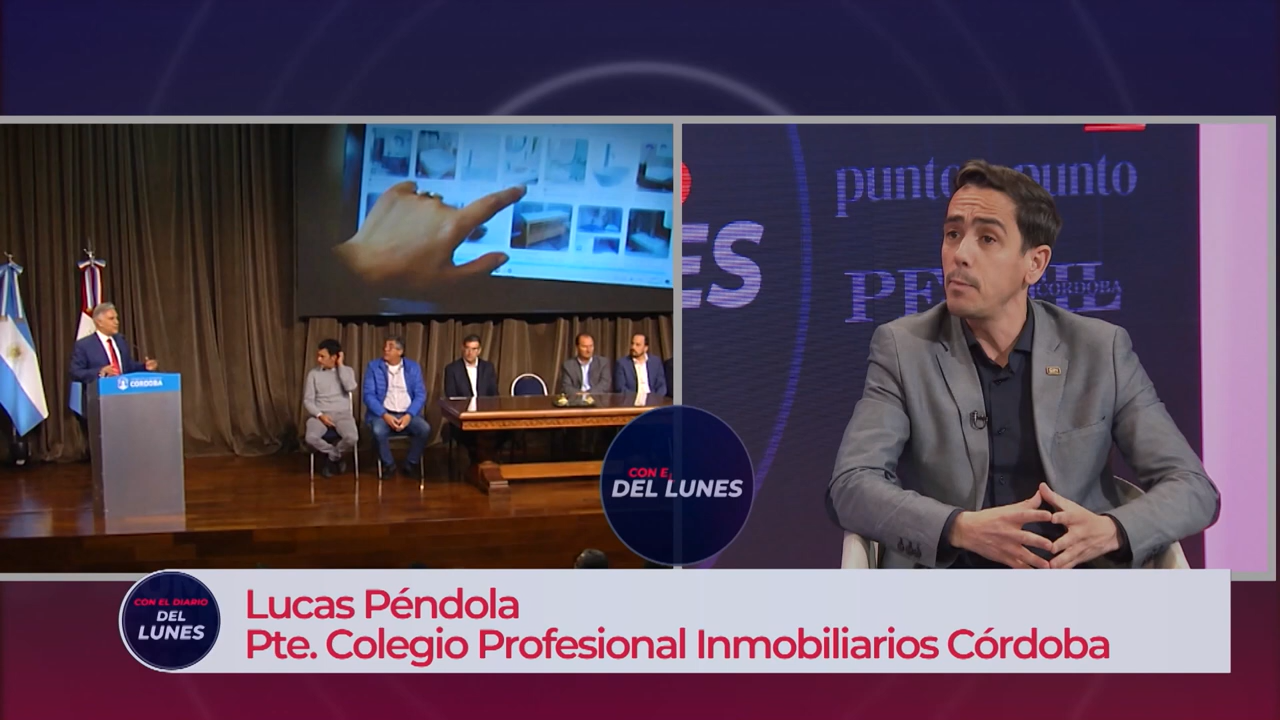 punto punto
ES
CÓRDOBA
CÓRDOBA
CON E
DEL LUNES
CON EL DIARIO
DEL
LUNES
Lucas Péndola
Pte. Colegio Profesional Inmobiliarios Córdoba